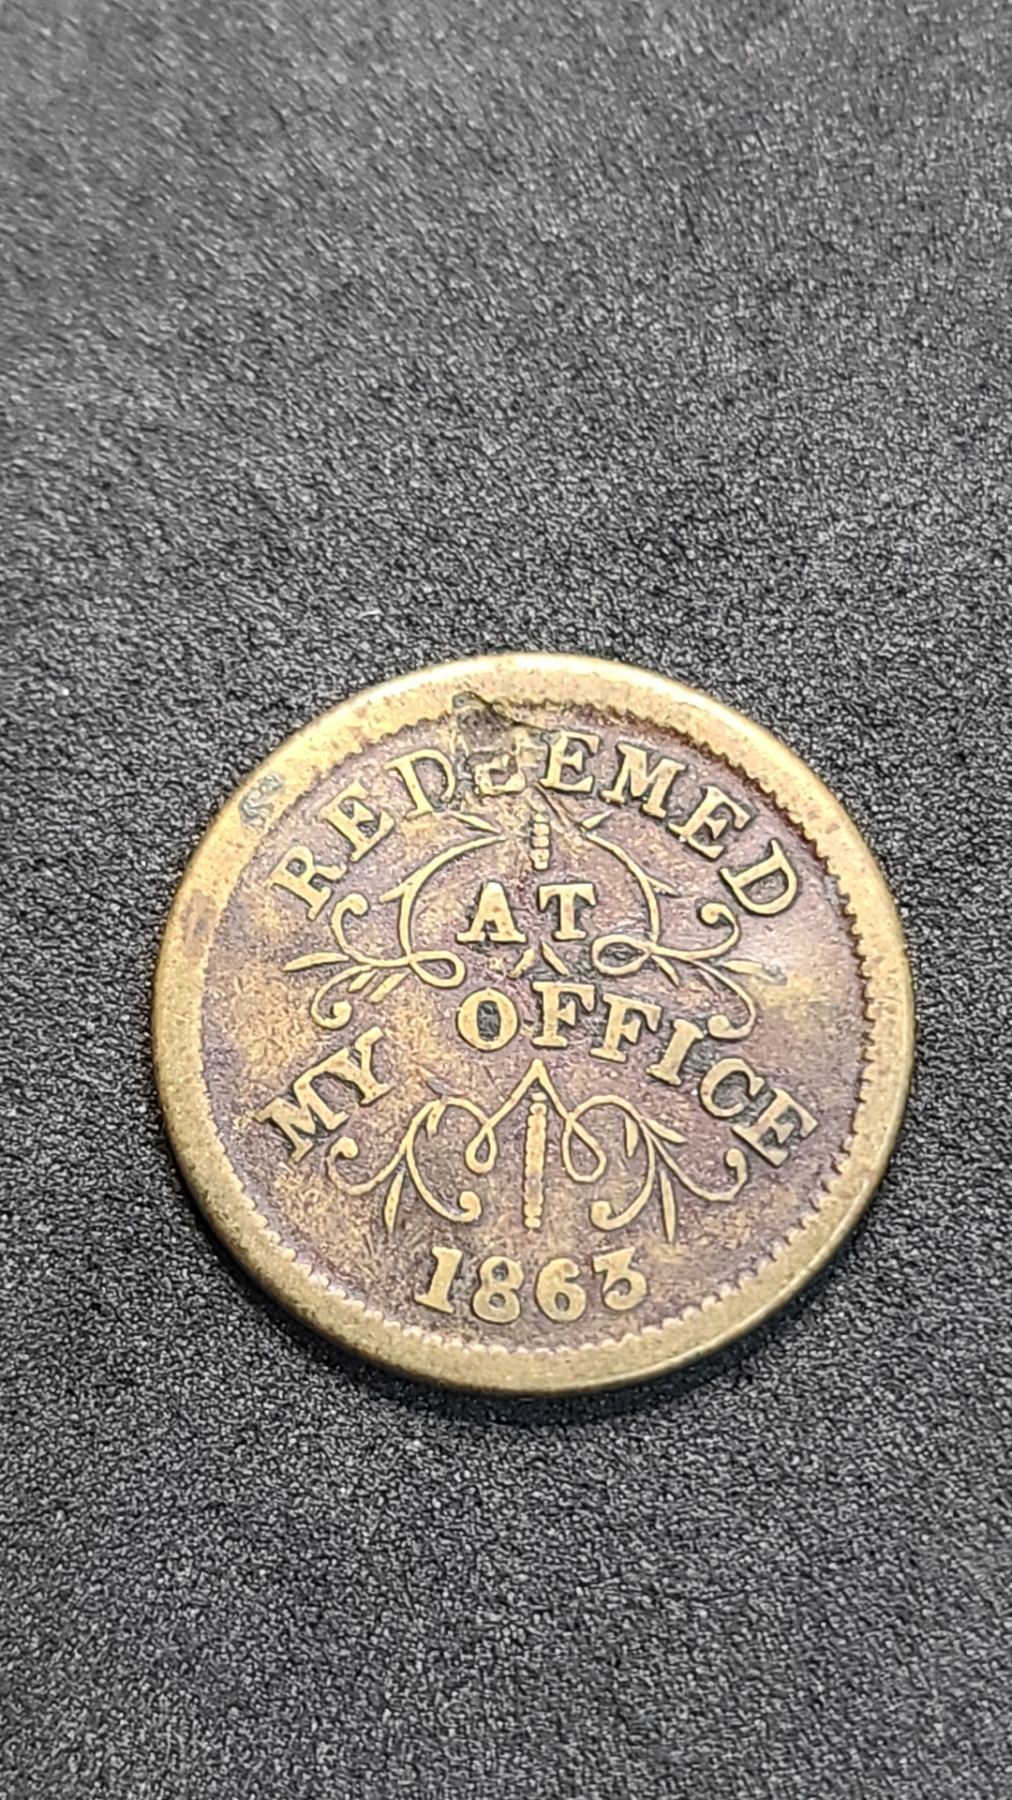 REDEEMED
AT
MY OFFICE
1863